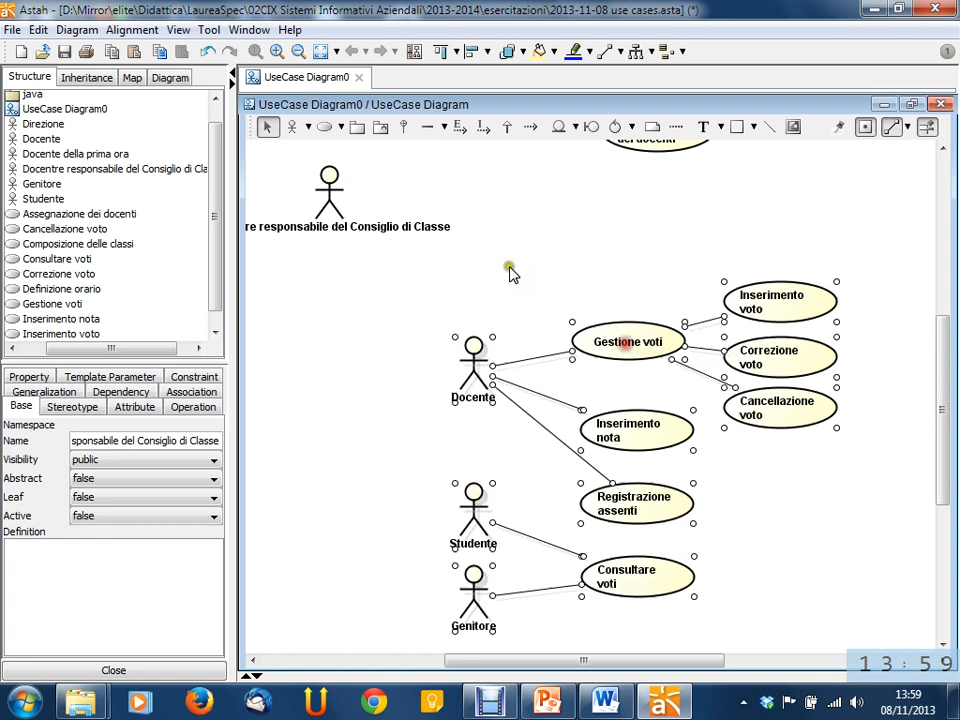 Astah - [D:\Mirror\elite\Didattica\LaureaSpec\02CIX Sistemi Informativi Aziendali\2013-2014\esercitazioni\2013-11-08 use cases.asta] (*)
File Edit Diagram Alignment View Tool Window Help
Structure Inheritance Map Diagram
java
UseCase Diagram0
Direzione
Docente
Docente della prima ora
Docentre responsabile del Consiglio di Cla
Genitore
Studente
Assegnazione dei docenti
Cancellazione voto
Composizione delle classi
Consultare voti
Correzione voto
Definizione orario
Gestione voti
Inserimento nota
Inserimento voto
Property Template Parameter Constraint
Generalization Dependency Association
Base Stereotype Attribute Operation
Namespace
Name sponsabile del Consiglio di Classe
Visibility public
Abstract false
Leaf false
Active false
Definition
Close
UseCase Diagram0
UseCase Diagram0 / UseCase Diagram
T
dei docenti
re responsabile del Consiglio di Classe
Inserimento
voto
Gestione voti
Correzione
voto
Docente
Cancellazione
voto
Inserimento
nota
Registrazione
assenti
Studente
Consultare
voti
Genitore
13:59
13:59
08/11/2013